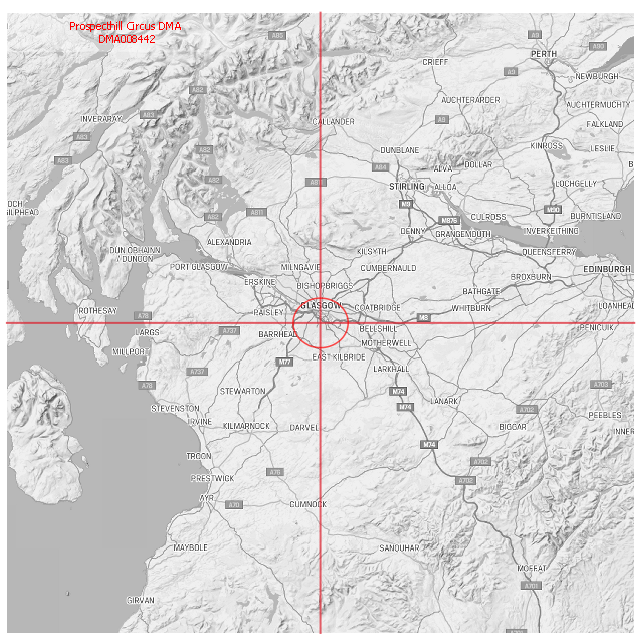 Prospecthill Circus DMA
DMA008442
A85
A9
PERTH
A90
CRIEFF
A9
NEWBURGH
A82
AUCHTERARDER
AUCHTERMUCHTY
INVERARAY
A83
CALLANDER
A9
FALKLAND
A83
KINROSS
LESLIE
A82
DUNBLANE
A83
A84
ALVA
DOLLAR
B
A82
A811
STIRLING
ALLOA
LOCHGELLY
OCH
ILPHEAD
A82
A811
M9
M90
M876
CULROSS
BURNTISLAND
DENNY
GRANGEMOUTH
INVERKEITHING
ALEXANDRIA
DUN OBHAINN
/ DUNOON
KILSYTH
QUEENSFERRY
PORT GLASGOW
MILNGAVIE
CUMBERNAULD
EDINBURGH
ERSKINE
BISHOPBRIGGS
BROXBURN
BATHGATE
ROTHESAY
PAISLEY
GLASGOW
COATBRIDGE
WHITBURN
LOANHEA
A78
M8
LARGS
A737
BARRHEAD
BELLSHILL
PENICUIK
MILLPORT
MOTHERWELL
M77
EAST KILBRIDE
A737
LARKHALL
A78
A703
STEWARTON
M74
LANARK
STEVENSTON
M74
A702
PEEBLES
IRVINE
KILMARNOCK
DARVEL
BIGGAR
INNER
M74
TROON
A702
A76
PRESTWICK
A702
AYR
A70
CUMNOCK
MAYBOLE
SANQUHAR
MOFFAT
A701
GIRVAN